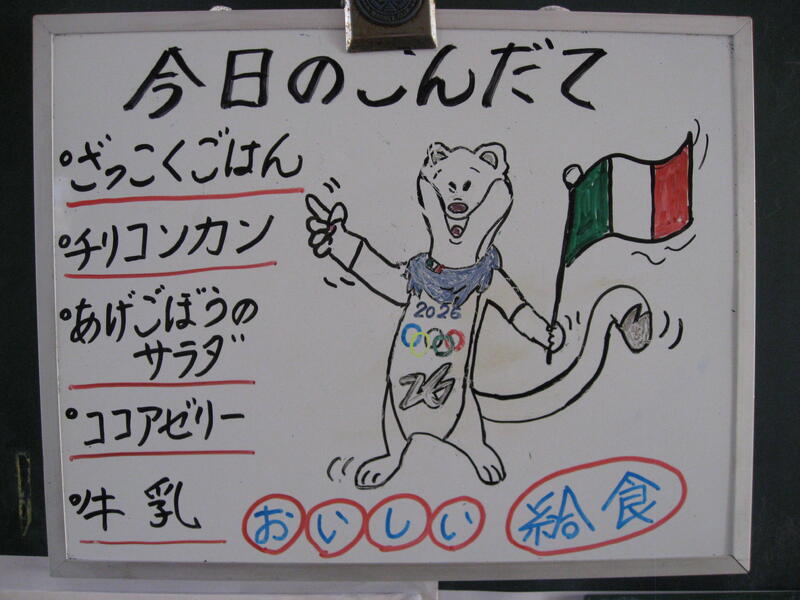 今日のこんだて
ざっこくごはん
チリコンカン
あげごぼうの
サラダ
ココアゼリー
牛乳
2026
26
おいしい
給食